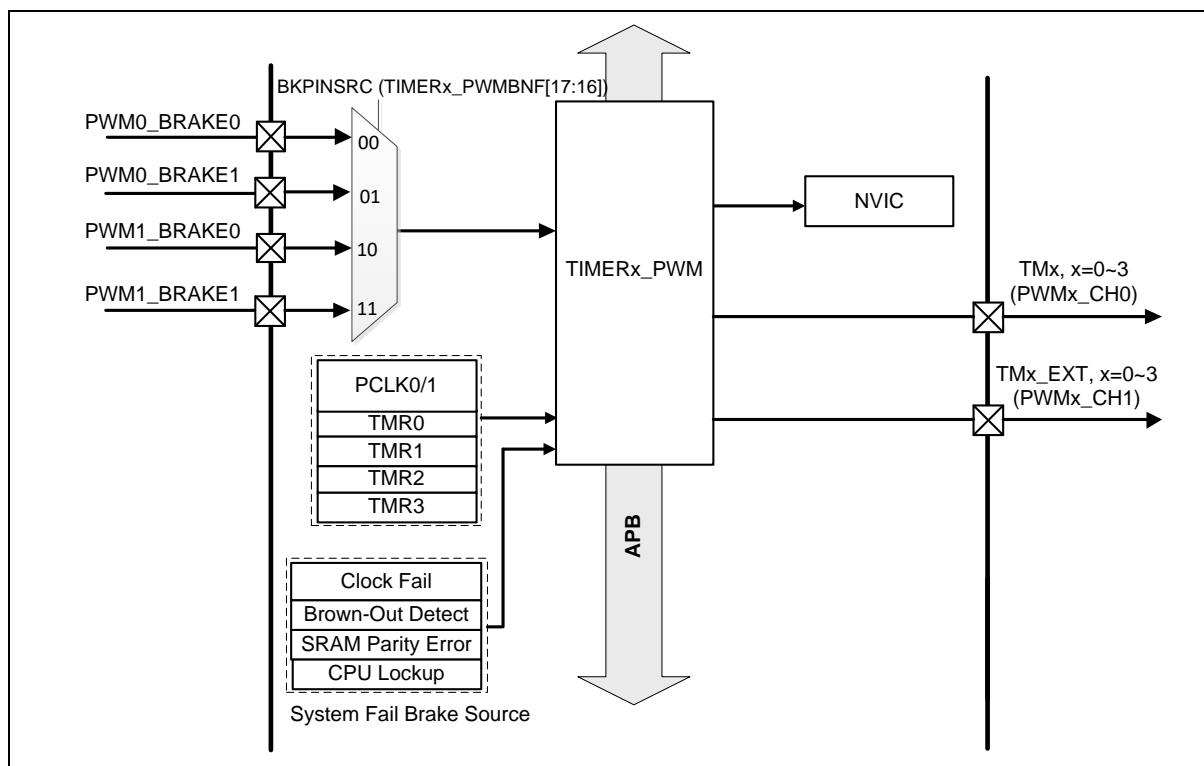 BKPINSRC (TIMERx_PWMBNF[17:16])
PWM0_BRAKE0
00
PWM0_BRAKE1
01
PWM1_BRAKE0
10
PWM1_BRAKE1
11
TIMERx_PWM
NVIC
TMx, x=0~3
(PWMx_CH0)
TMx_EXT, x=0~3
(PWMx_CH1)
PCLK0/1
TMR0
TMR1
TMR2
TMR3
APB
Clock Fail
Brown-Out Detect
SRAM Parity Error
CPU Lockup
System Fail Brake Source